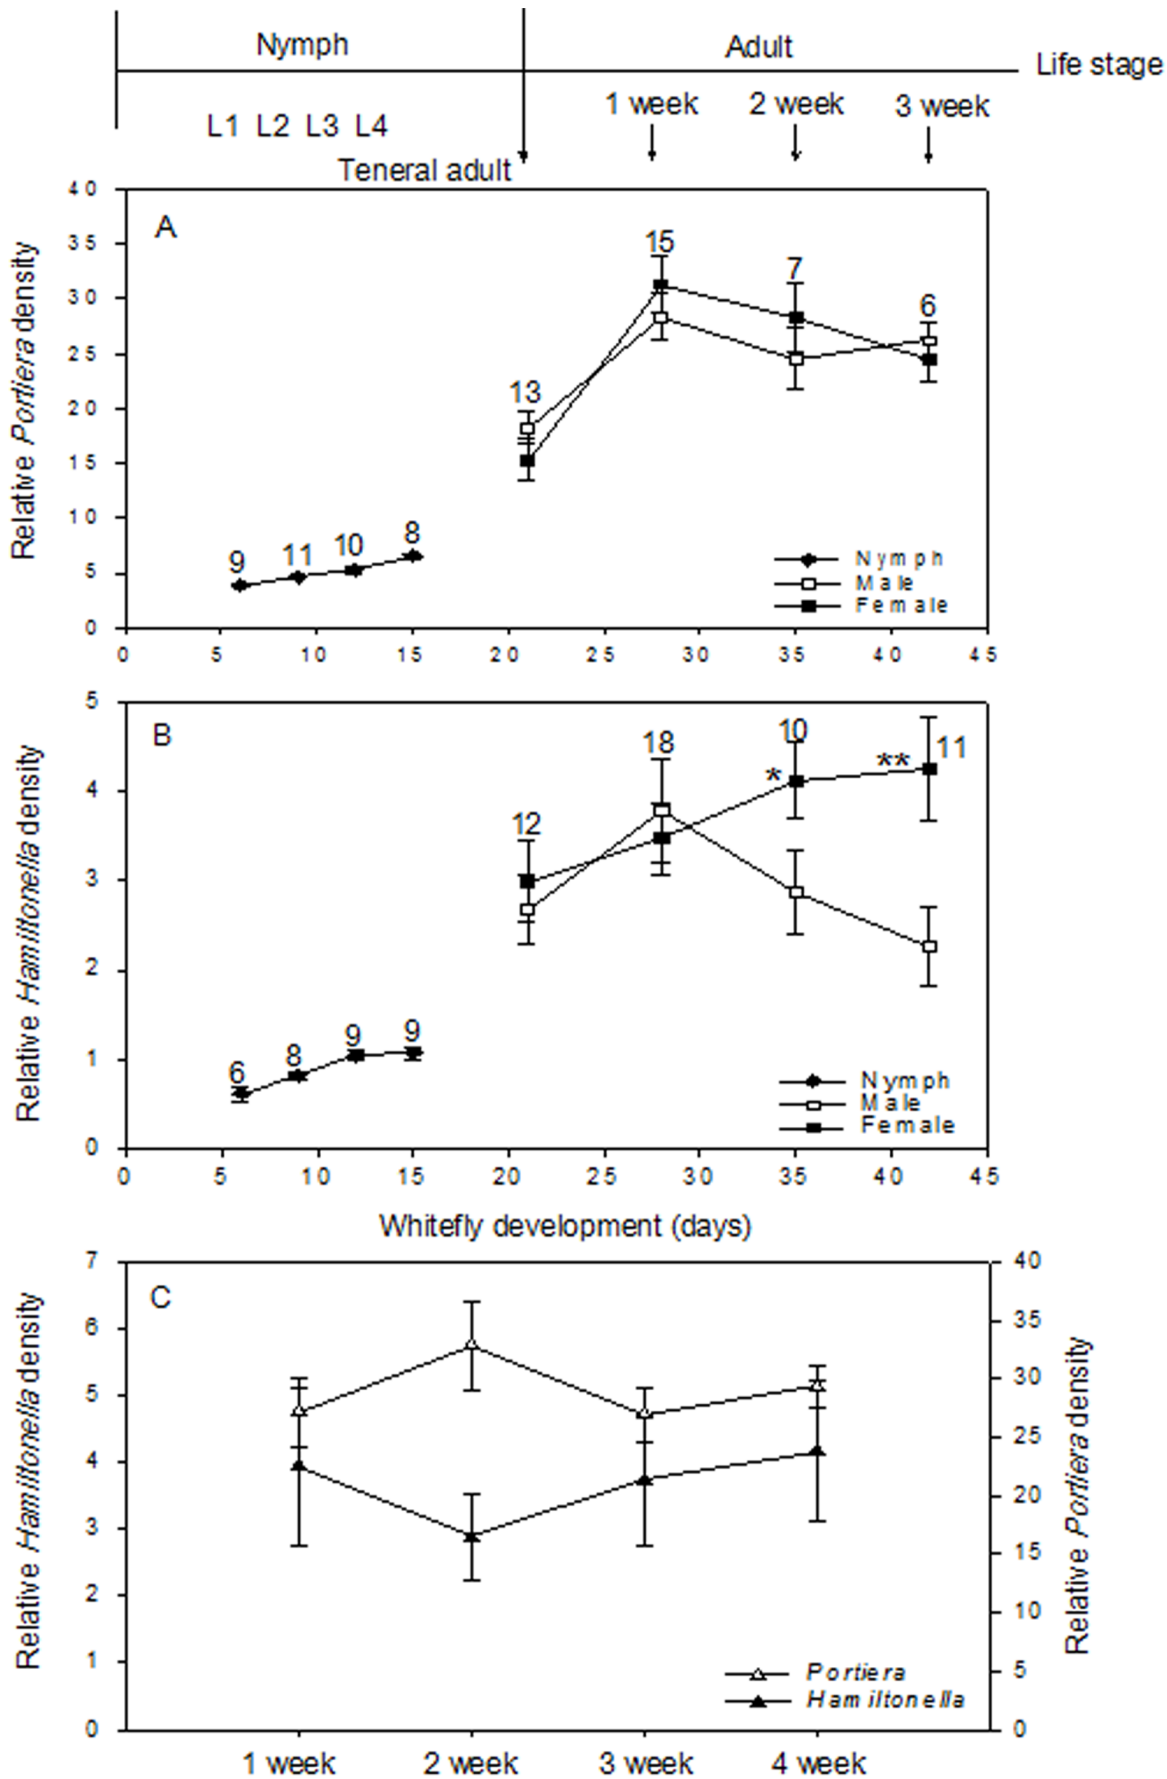 Nymph Adult
Life stage
1 week 2 week 3 week
L1 L2 L3 L4
Teneral adult
A
Relative Portiera density
40
35
30
25
20
15
10
5
0
15
7
6
13
9 11 10 8
Nymph
Male
Female
0 5 10 15 20 25 30 35 40 45
B
Relative Hamiltonella density
5
4
3
2
1
0
18
10
11
* **
12
6 8 9 9
Nymph
Male
Female
0 5 10 15 20 25 30 35 40 45
Whitefly development (days)
C
Relative Hamiltonella density
7
6
5
4
3
2
1
0
Relative Portiera density
40
35
30
25
20
15
10
5
0
Portiera
Hamiltonella
1 week 2 week 3 week 4 week